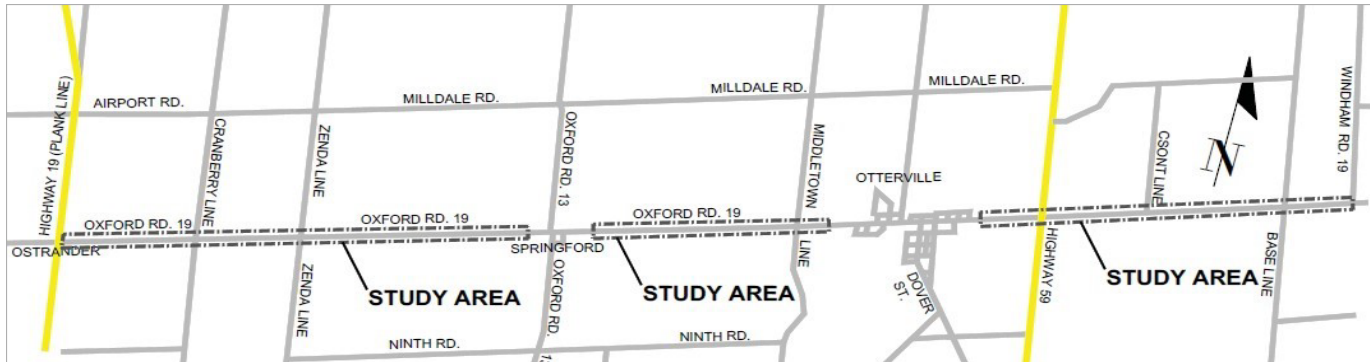 HIGHWAY 19 (PLANK LINE)
AIRPORT RD.
CRANBERRY LINE
ZENDA LINE
MILLDALE RD.
OXFORD RD. 13
MILLDALE RD.
MIDDLETOWN
MILLDALE RD.
OTTERVILLE
CSONT LINE
N
WINDHAM RD. 19
OXFORD RD. 19
OXFORD RD. 19
OXFORD RD. 19
OSTRANDER
SPRINGFORD
LINE
DOVER
ST.
HIGHWAY 59
BASE LINE
ZENDA LINE
OXFORD RD.
STUDY AREA
STUDY AREA
STUDY AREA
NINTH RD.
NINTH RD.